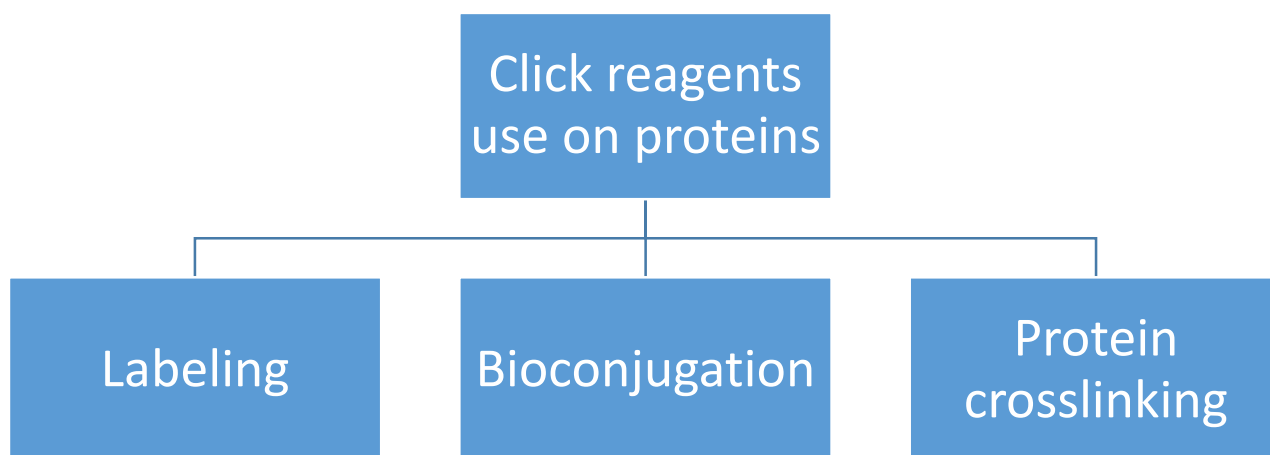 Click reagents
use on proteins
Labeling
Bioconjugation
Protein
crosslinking